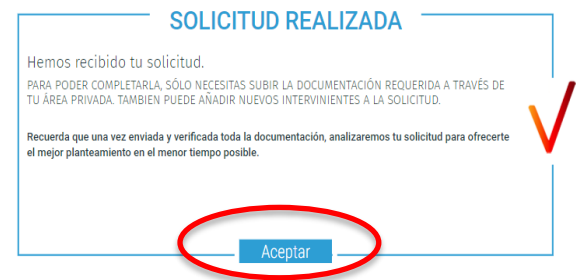 SOLICITUD REALIZADA
Hemos recibido tu solicitud.
PARA PODER COMPLETARLA, SÓLO NECESITAS SUBIR LA DOCUMENTACIÓN REQUERIDA A TRAVÉS DE
TU ÁREA PRIVADA. TAMBIEN PUEDE AÑADIR NUEVOS INTERVINIENTES A LA SOLICITUD.
Recuerda que una vez enviada y verificada toda la documentación, analizaremos tu solicitud para ofrecerte
el mejor planteamiento en el menor tiempo posible.
Aceptar